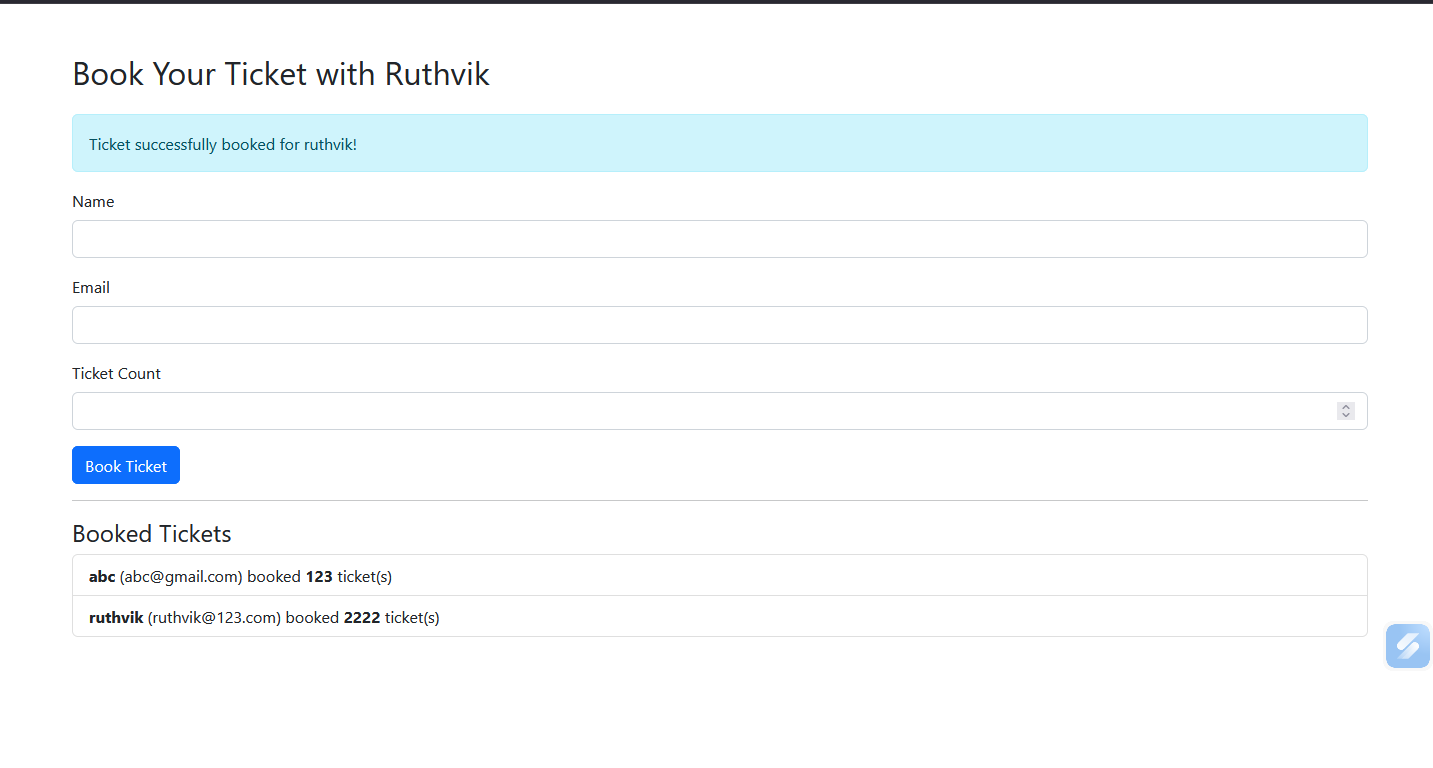 Book Your Ticket with Ruthvik
Ticket successfully booked for ruthvik!
Name
Email
Ticket Count
Book Ticket
Booked Tickets
abc (abc@gmail.com) booked 123 ticket(s)
ruthvik (ruthvik@123.com) booked 2222 ticket(s)